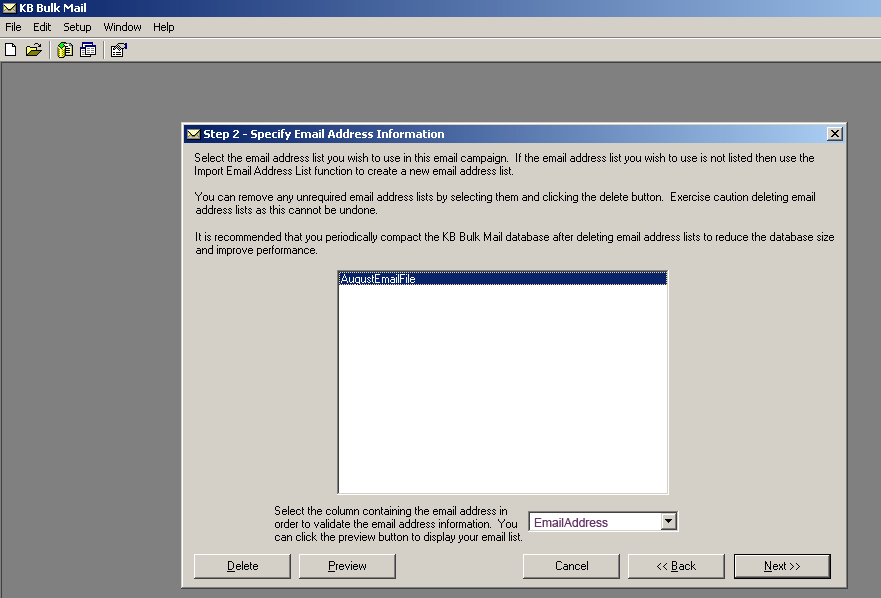 KB Bulk Mail
File Edit Setup Window Help
Step 2 - Specify Email Address Information
Select the email address list you wish to use in this email campaign. If the email address list you wish to use is not listed then use the
Import Email Address List function to create a new email address list.
You can remove any unrequired email address lists by selecting them and clicking the delete button. Exercise caution deleting email
address lists as this cannot be undone.
It is recommended that you periodically compact the KB Bulk Mail database after deleting email address lists to reduce the database size
and improve performance.
AugustEmailFile
Select the column containing the email address in
order to validate the email address information. You
can click the preview button to display your email list.
EmailAddress
Delete Preview Cancel << Back Next >>